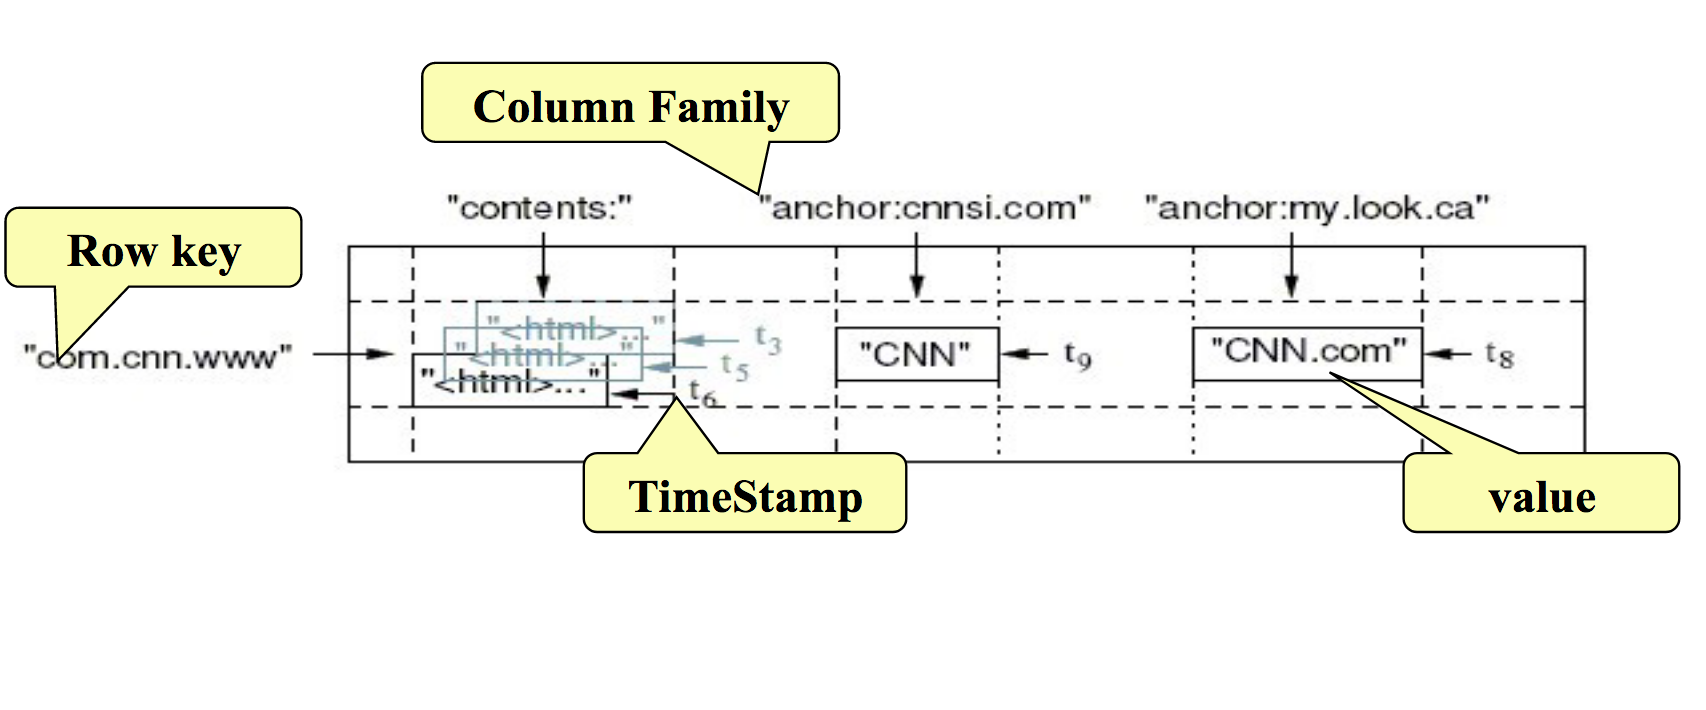 Column Family
"contents:" "anchor:cnnsi.com" "anchor:my.look.ca"
Row key
"<html>..." t3
"com.cnn.www" "<html>..." t5 "CNN" t9 "CNN.com" t8
"<html>..." t6
TimeStamp value